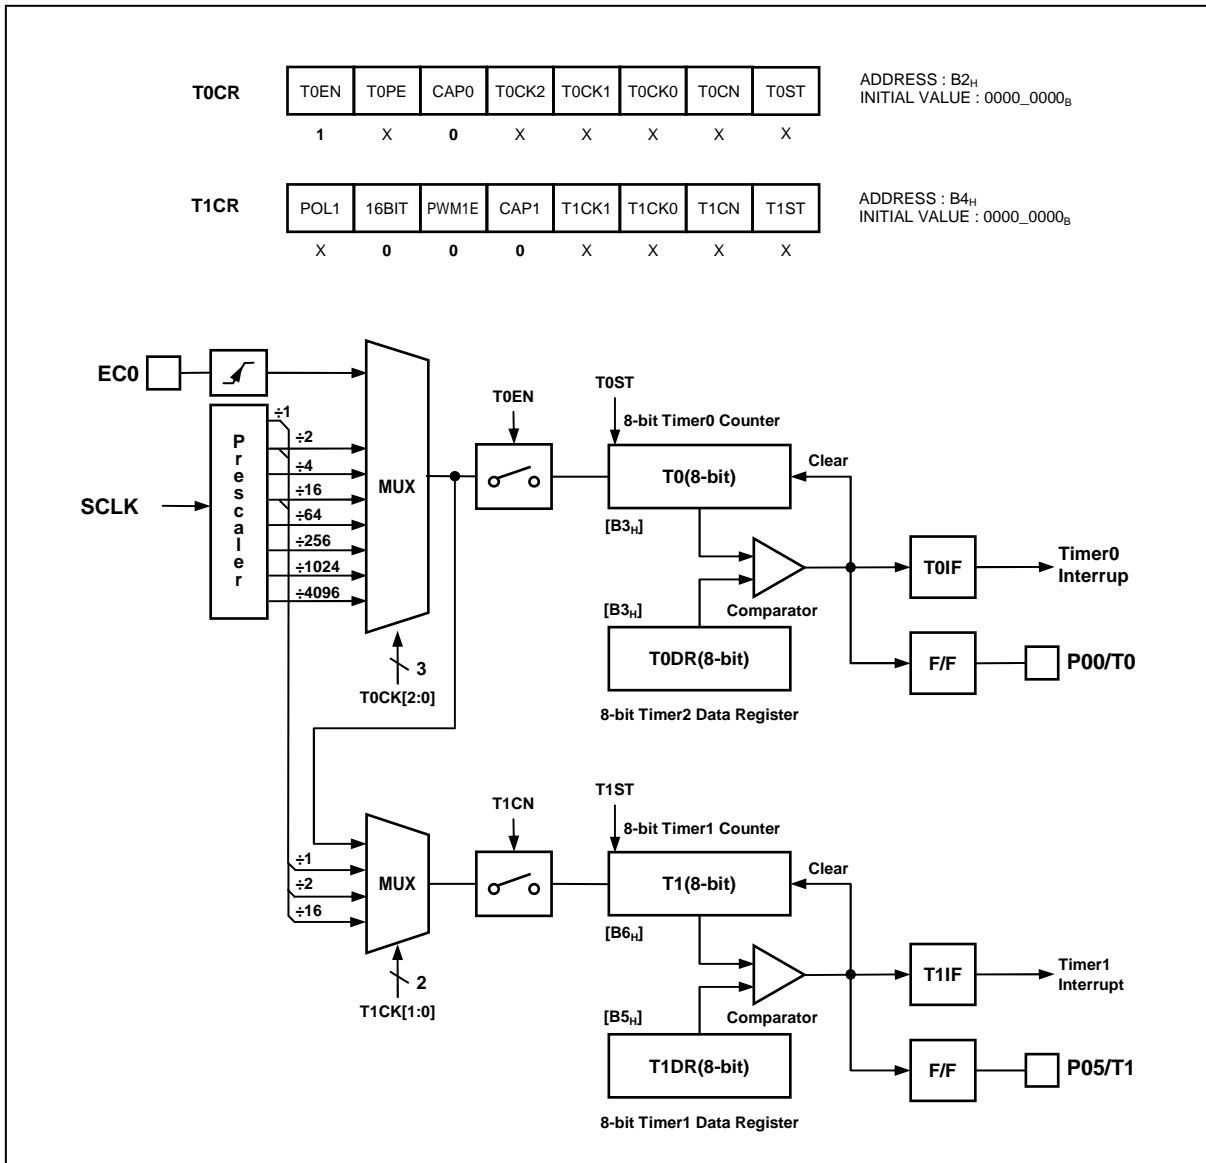 T0CR T0EN T0PE CAP0 T0CK2 T0CK1 T0CK0 T0CN T0ST
ADDRESS : B2H
INITIAL VALUE : 0000_0000B
1 X 0 X X X X X
T1CR POL1 16BIT PWM1E CAP1 T1CK1 T1CK0 T1CN T1ST
ADDRESS : B4H
INITIAL VALUE : 0000_0000B
X 0 0 0 X X X X
EC0
SCLK
Prescaler
÷1
÷2
÷4
÷16
÷64
÷256
÷1024
÷4096
MUX
3
T0CK[2:0]
T0EN
T0ST
8-bit Timer0 Counter
T0(8-bit)
Clear
[B3H]
Comparator
[B3H]
T0DR(8-bit)
8-bit Timer2 Data Register
T0IF
Timer0
Interrup
F/F
P00/T0
÷1
÷2
÷16
MUX
2
T1CK[1:0]
T1CN
T1ST
8-bit Timer1 Counter
T1(8-bit)
Clear
[B6H]
Comparator
[B5H]
T1DR(8-bit)
8-bit Timer1 Data Register
T1IF
Timer1
Interrupt
F/F
P05/T1